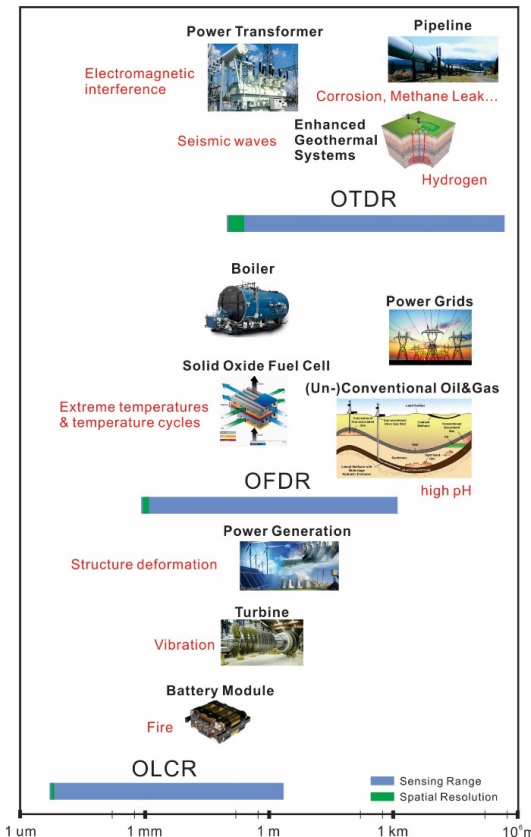 Power Transformer
Pipeline
Electromagnetic
interference
Corrosion, Methane Leak...
Seismic waves
Enhanced
Geothermal
Systems
Hydrogen
OTDR
Boiler
Power Grids
Solid Oxide Fuel Cell
(Un-)Conventional Oil&Gas
Land Surface
Extreme temperatures
& temperature cycles
high pH
OFDR
Power Generation
Structure deformation
Turbine
Vibration
Battery Module
Fire
OLCR
Sensing Range
Spatial Resolution
1 um
1 mm
1 m
1 km